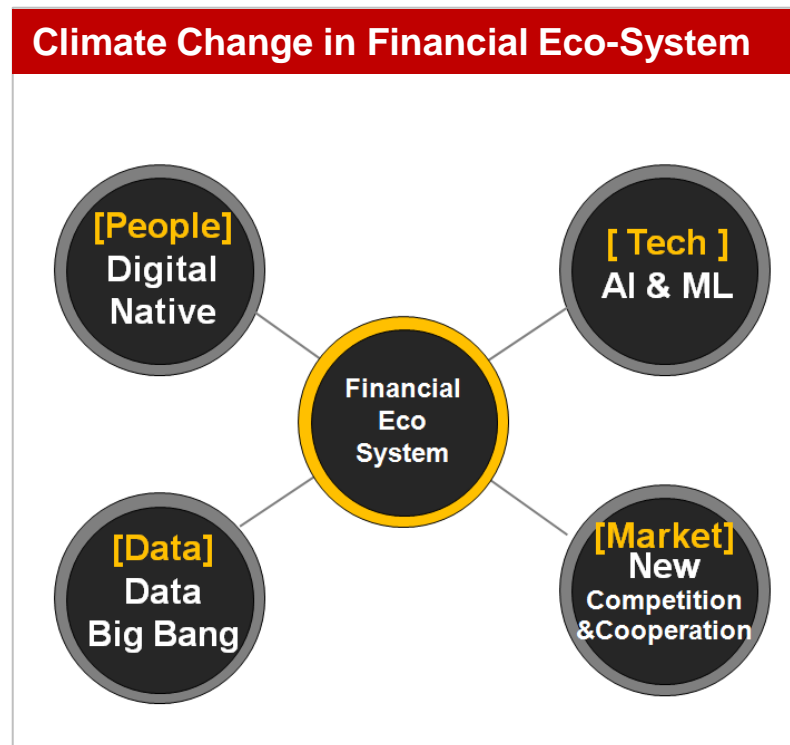 Climate Change in Financial Eco-System
[People]
Digital
Native
[ Tech ]
AI & ML
Financial
Eco
System
[Data]
Data
Big Bang
[Market]
New
Competition
&Cooperation